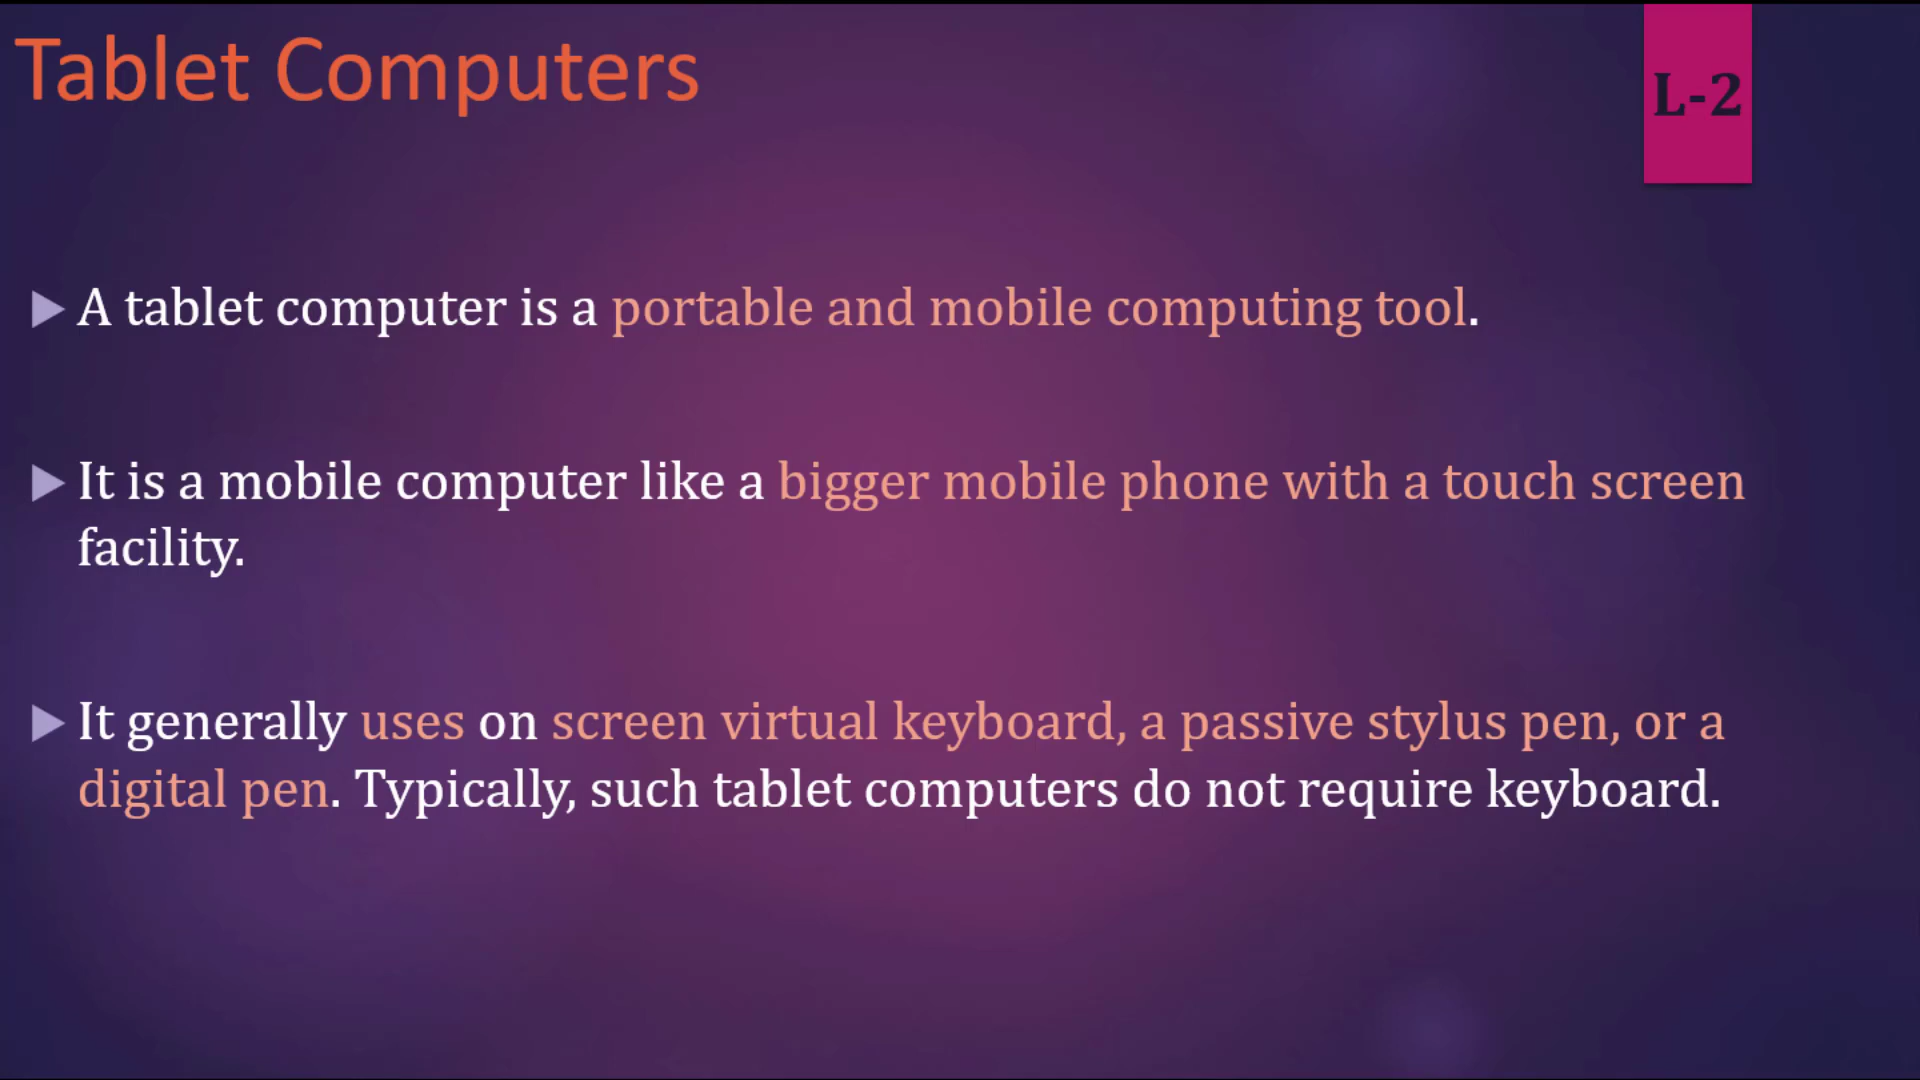 Tablet Computers
L-2
A tablet computer is a portable and mobile computing tool.
It is a mobile computer like a bigger mobile phone with a touch screen
facility.
It generally uses on screen virtual keyboard, a passive stylus pen, or a
digital pen. Typically, such tablet computers do not require keyboard.